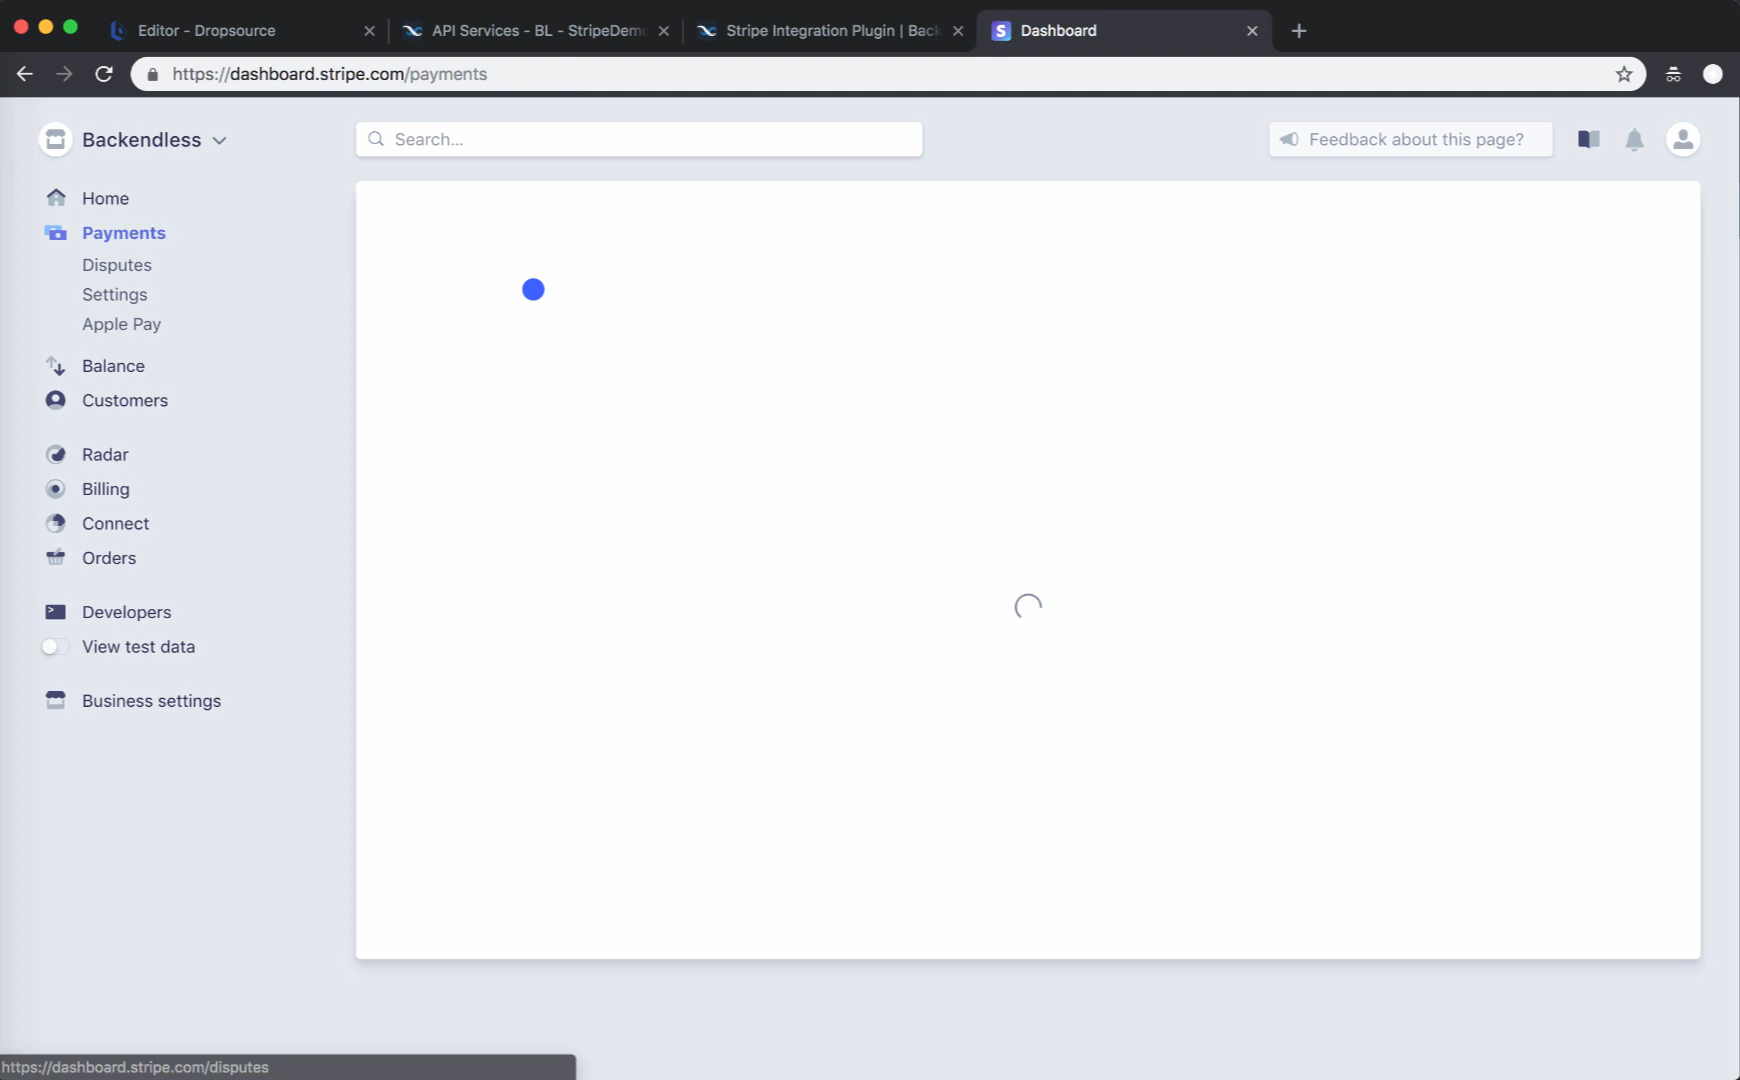 Editor - Dropsource
API Services - BL - StripeDemo
Stripe Integration Plugin | Back
Dashboard
https://dashboard.stripe.com/payments
Backendless
Search...
Feedback about this page?
Home
Payments
Disputes
Settings
Apple Pay
Balance
Customers
Radar
Billing
Connect
Orders
Developers
View test data
Business settings
https://dashboard.stripe.com/disputes